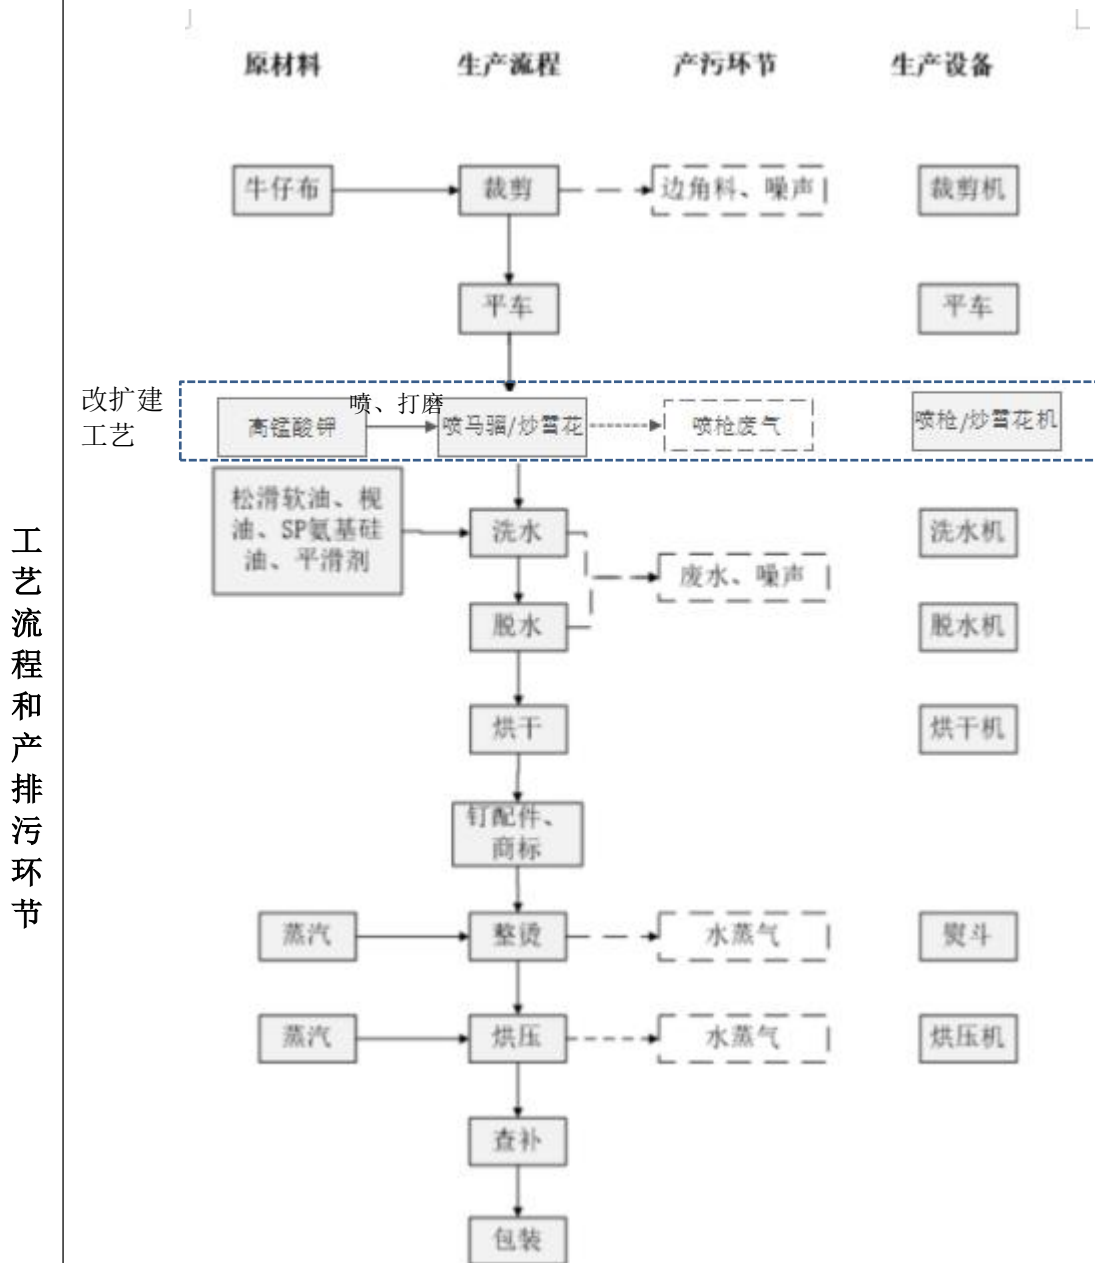 原材料 生产流程 产污环节 生产设备
牛仔布 裁剪 边角料、噪声 裁剪机
平车 平车
改扩建
工艺
高锰酸钾 喷、打磨 喷马骝/炒雪花 喷枪废气 喷枪/炒雪花机
松滑软油、枧
油、SP氨基硅
油、平滑剂
洗水 洗水机
废水、噪声
脱水 脱水机
烘干 烘干机
钉配件、
商标
蒸汽 整烫 水蒸气 熨斗
蒸汽 烘压 水蒸气 烘压机
查补
包装
工
艺
流
程
和
产
排
污
环
节